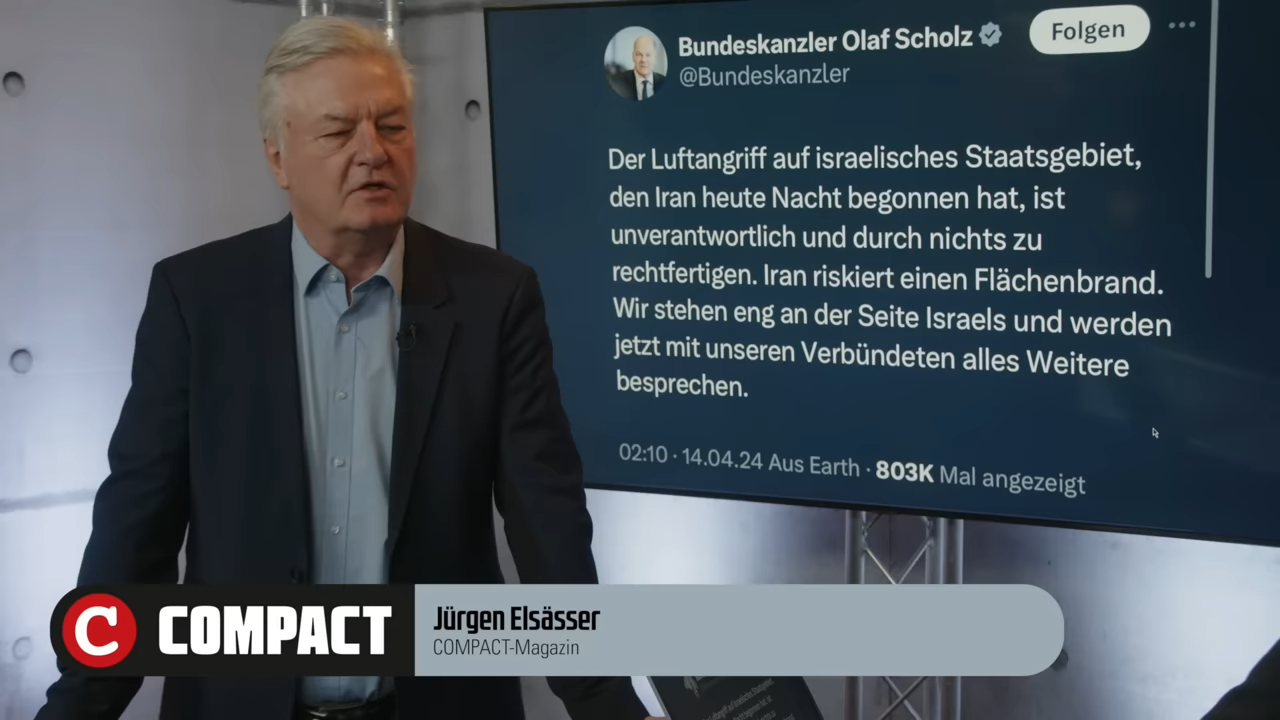 Bundeskanzler Olaf Scholz
Folgen
@Bundeskanzler
Der Luftangriff auf israelisches Staatsgebiet,
den Iran heute Nacht begonnen hat, ist
unverantwortlich und durch nichts zu
rechtfertigen. Iran riskiert einen Flächenbrand.
Wir stehen eng an der Seite Israels und werden
jetzt mit unseren Verbündeten alles Weitere
besprechen.
02:10 · 14.04.24 Aus Earth · 803K Mal angezeigt
C COMPACT
Jürgen Elsässer
COMPACT-Magazin